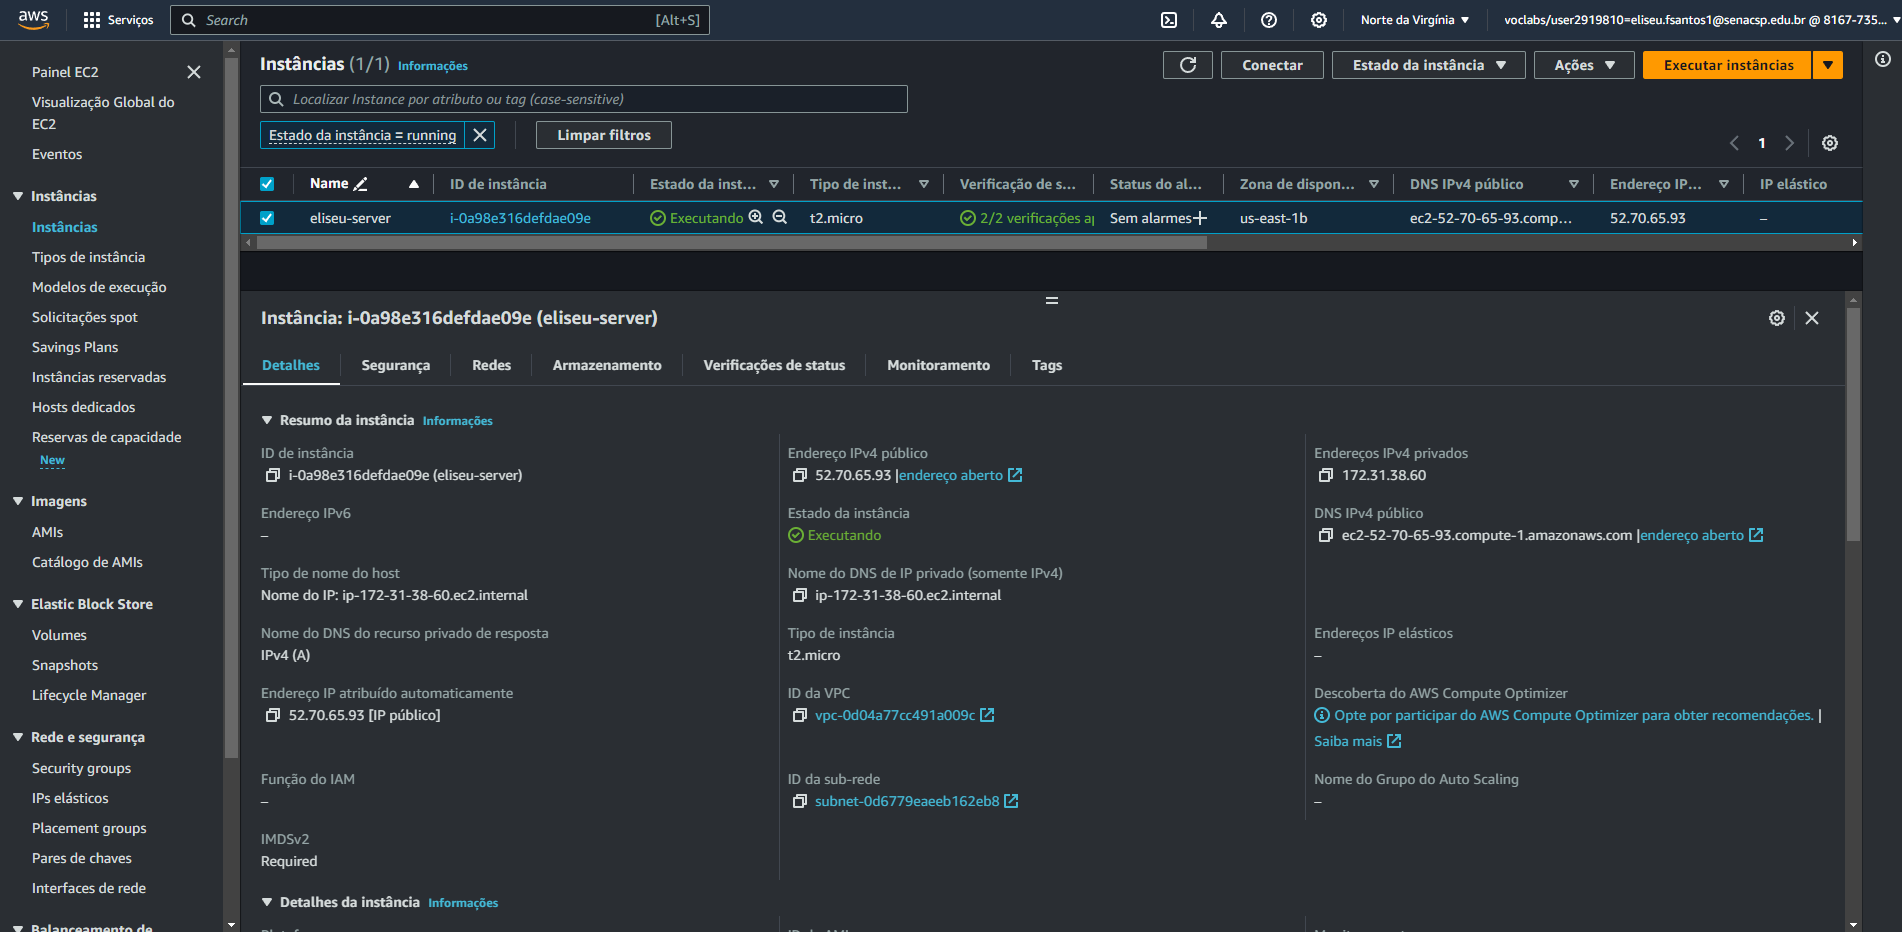 aws
Serviços
Search
[Alt+S]
Norte da Virgínia
voclabs/user2919810=eliseu.fsantos1@senacsp.edu.br @ 8167-735...
Painel EC2
Visualização Global do
EC2
Eventos
Instâncias
Instâncias
Tipos de instância
Modelos de execução
Solicitações spot
Savings Plans
Instâncias reservadas
Hosts dedicados
Reservas de capacidade
New
Imagens
AMIs
Catálogo de AMIs
Elastic Block Store
Volumes
Snapshots
Lifecycle Manager
Rede e segurança
Security groups
IPs elásticos
Placement groups
Pares de chaves
Interfaces de rede
Balanceamento de
Instâncias (1/1) Informações
Conectar
Estado da instância
Ações
Executar instâncias
Localizar Instance por atributo ou tag (case-sensitive)
Estado da instância = running
Limpar filtros
1
Name
ID de instância
Estado da inst...
Tipo de inst...
Verificação de s...
Status do al...
Zona de dispon...
DNS IPv4 público
Endereço IP...
IP elástico
eliseu-server
i-0a98e316defdae09e
Executando
t2.micro
2/2 verificações ap
Sem alarmes
us-east-1b
ec2-52-70-65-93.comp...
52.70.65.93
–
Instância: i-0a98e316defdae09e (eliseu-server)
Detalhes
Segurança
Redes
Armazenamento
Verificações de status
Monitoramento
Tags
Resumo da instância Informações
ID de instância
i-0a98e316defdae09e (eliseu-server)
Endereço IPv4 público
52.70.65.93 |endereço aberto
Endereços IPv4 privados
172.31.38.60
Endereço IPv6
–
Estado da instância
Executando
DNS IPv4 público
ec2-52-70-65-93.compute-1.amazonaws.com |endereço aberto
Tipo de nome do host
Nome do IP: ip-172-31-38-60.ec2.internal
Nome do DNS de IP privado (somente IPv4)
ip-172-31-38-60.ec2.internal
Nome do DNS do recurso privado de resposta
IPv4 (A)
Tipo de instância
t2.micro
Endereços IP elásticos
–
Endereço IP atribuído automaticamente
52.70.65.93 [IP público]
ID da VPC
vpc-0d04a77cc491a009c
Descoberta do AWS Compute Optimizer
Opte por participar do AWS Compute Optimizer para obter recomendações. |
Saiba mais
Função do IAM
–
ID da sub-rede
subnet-0d6779eaeeb162eb8
Nome do Grupo do Auto Scaling
–
IMDSv2
Required
Detalhes da instância Informações